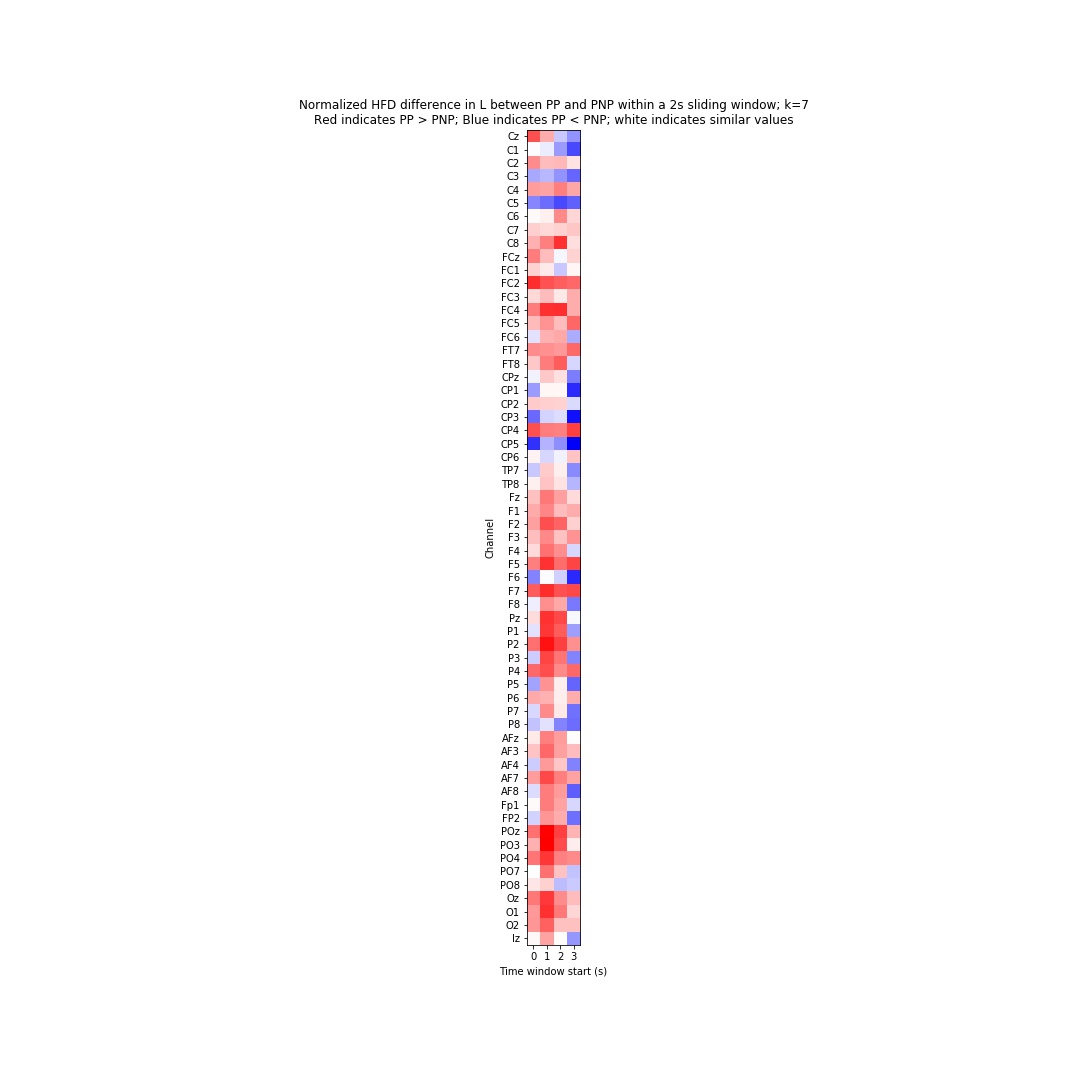 Normalized HFD difference in L between PP and PNP within a 2s sliding window; k=7
Red indicates PP > PNP; Blue indicates PP < PNP; white indicates similar values
Cz
C1
C2
C3
C4
C5
C6
C7
C8
FCz
FC1
FC2
FC3
FC4
FC5
FC6
FT7
FT8
CPz
CP1
CP2
CP3
CP4
CP5
CP6
TP7
TP8
Fz
F1
F2
F3
F4
F5
F6
F7
F8
Pz
P1
P2
P3
P4
P5
P6
P7
P8
AFz
AF3
AF4
AF7
AF8
Fp1
FP2
POz
PO3
PO4
PO7
PO8
Oz
O1
O2
Iz
Channel
0 1 2 3
Time window start (s)